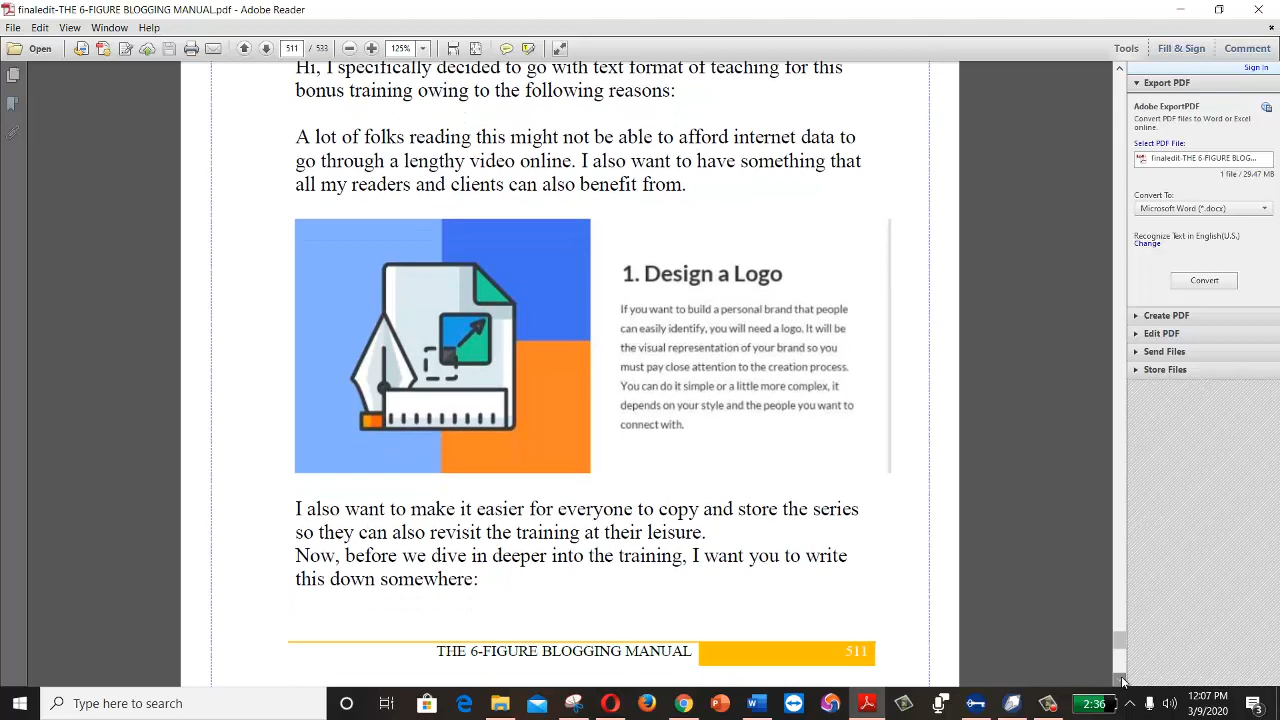 finaledit-THE 6-FIGURE BLOGGING MANUAL.pdf - Adobe Reader
File Edit View Window Help
Open 511 / 533 125% Tools Fill & Sign Comment
Sign In
Hi, I specifically decided to go with text format of teaching for this
bonus training owing to the following reasons:
A lot of folks reading this might not be able to afford internet data to
go through a lengthy video online. I also want to have something that
all my readers and clients can also benefit from.
1. Design a Logo
If you want to build a personal brand that people
can easily identify, you will need a logo. It will be
the visual representation of your brand so you
must pay close attention to the creation process.
You can do it simple or a little more complex, it
depends on your style and the people you want to
connect with.
I also want to make it easier for everyone to copy and store the series
so they can also revisit the training at their leisure.
Now, before we dive in deeper into the training, I want you to write
this down somewhere:
THE 6-FIGURE BLOGGING MANUAL 511
Export PDF
Adobe ExportPDF
Convert PDF files to Word or Excel
online.
Select PDF File:
finaledit-THE 6-FIGURE BLOG...
1 file / 29.47 MB
Convert To:
Microsoft Word (*.docx)
Recognize Text in English(U.S.)
Change
Convert
Create PDF
Edit PDF
Send Files
Store Files
Type here to search
2:36
12:07 PM
3/9/2020
3